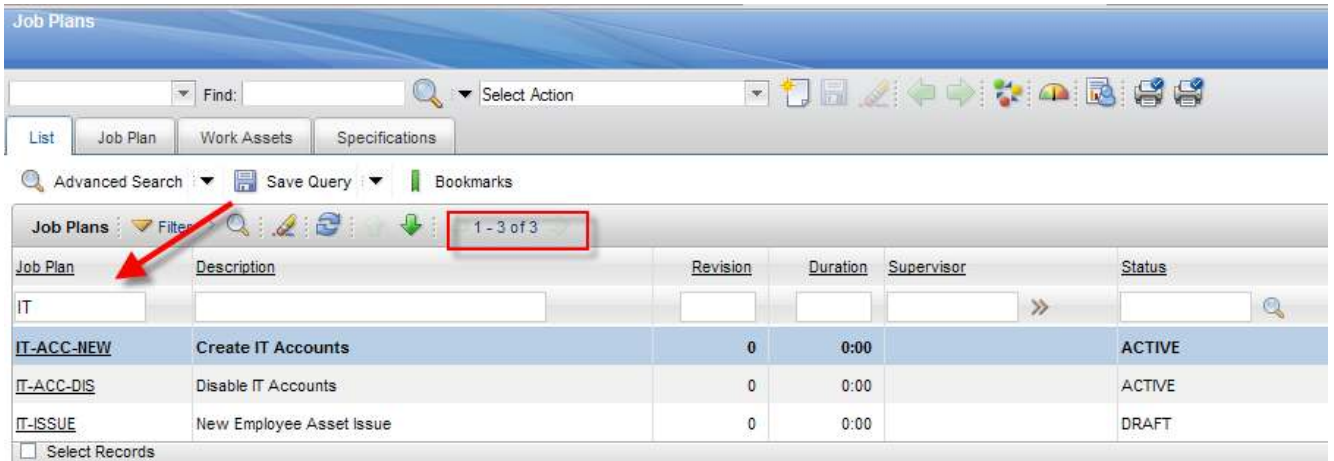 Job Plans
Find: Select Action
List Job Plan Work Assets Specifications
Advanced Search Save Query Bookmarks
Job Plans Filter 1 - 3 of 3
Job Plan Description Revision Duration Supervisor Status
IT
IT-ACC-NEW Create IT Accounts 0 0:00 ACTIVE
IT-ACC-DIS Disable IT Accounts 0 0:00 ACTIVE
IT-ISSUE New Employee Asset Issue 0 0:00 DRAFT
Select Records